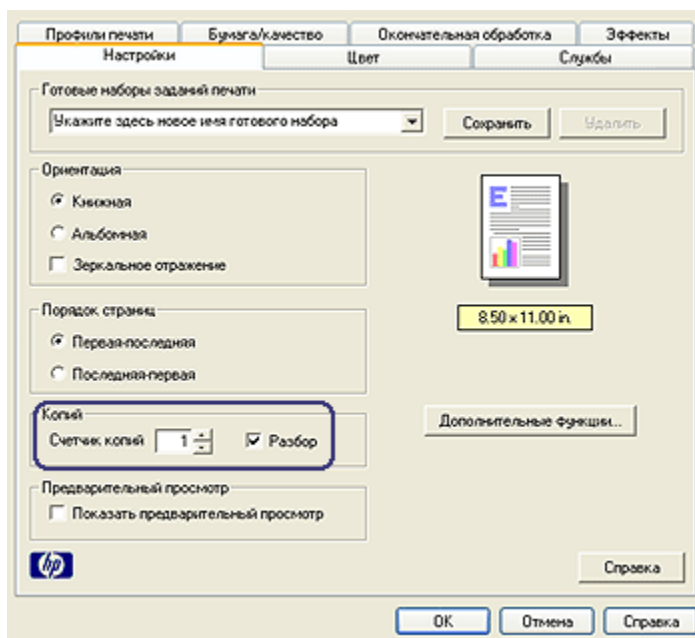 Профили печати Бумага/качество Окончательная обработка Эффекты
Настройки Цвет Службы
Готовые наборы заданий печати
Укажите здесь новое имя готового набора Сохранить Удалить
Ориентация
Книжная
Альбомная
Зеркальное отражение
E
8.50 x 11.00 in.
Порядок страниц
Первая-последняя
Последняя-первая
Копий
Счетчик копий 1 Разбор
Дополнительные функции...
Предварительный просмотр
Показать предварительный просмотр
hp
Справка
OK Отмена Справка